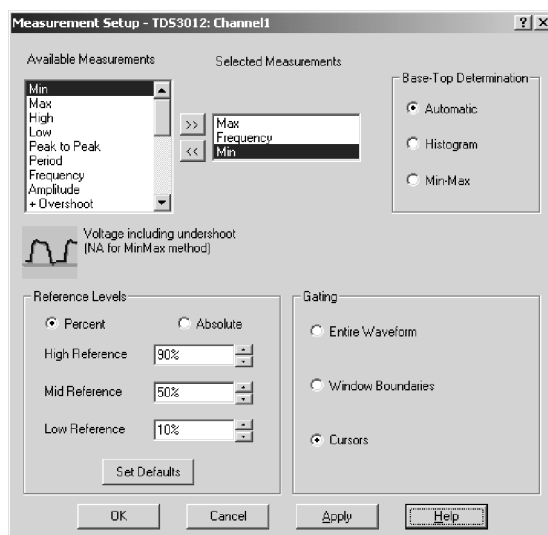 Measurement Setup - TDS3012: Channel1
? X
Available Measurements
Selected Measurements
Min
Max
High
Low
Peak to Peak
Period
Frequency
Amplitude
+ Overshoot
>>
<<
Max
Frequency
Min
Base-Top Determination
Automatic
Histogram
Min-Max
Voltage including undershoot
(NA for MinMax method)
Reference Levels
Percent
Absolute
High Reference
90%
Mid Reference
50%
Low Reference
10%
Set Defaults
Gating
Entire Waveform
Window Boundaries
Cursors
OK
Cancel
Apply
Help